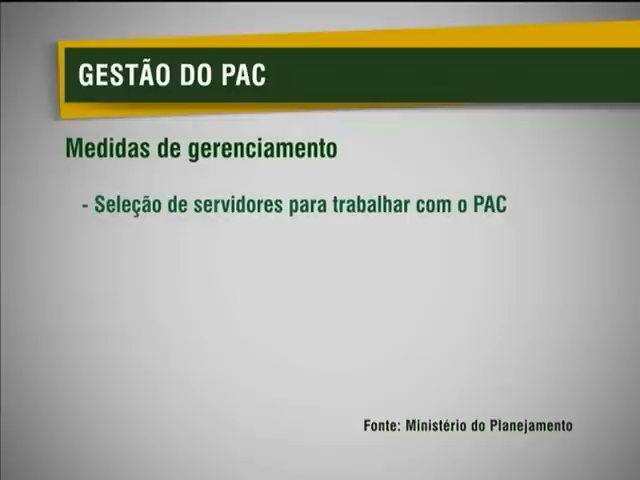 GESTÃO DO PAC
Medidas de gerenciamento
- Seleção de servidores para trabalhar com o PAC
Fonte: Ministério do Planejamento